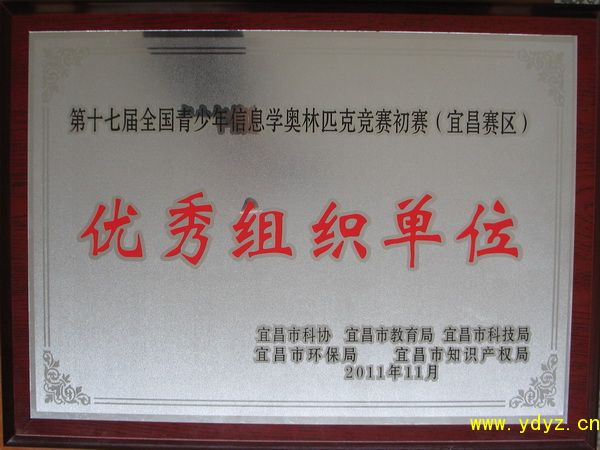 第十七届全国青少年信息学奥林匹克竞赛初赛（宜昌赛区）
优秀组织单位
宜昌市科协 宜昌市教育局 宜昌市科技局
宜昌市环保局 宜昌市知识产权局
2011年11月
www.ydyz.cn